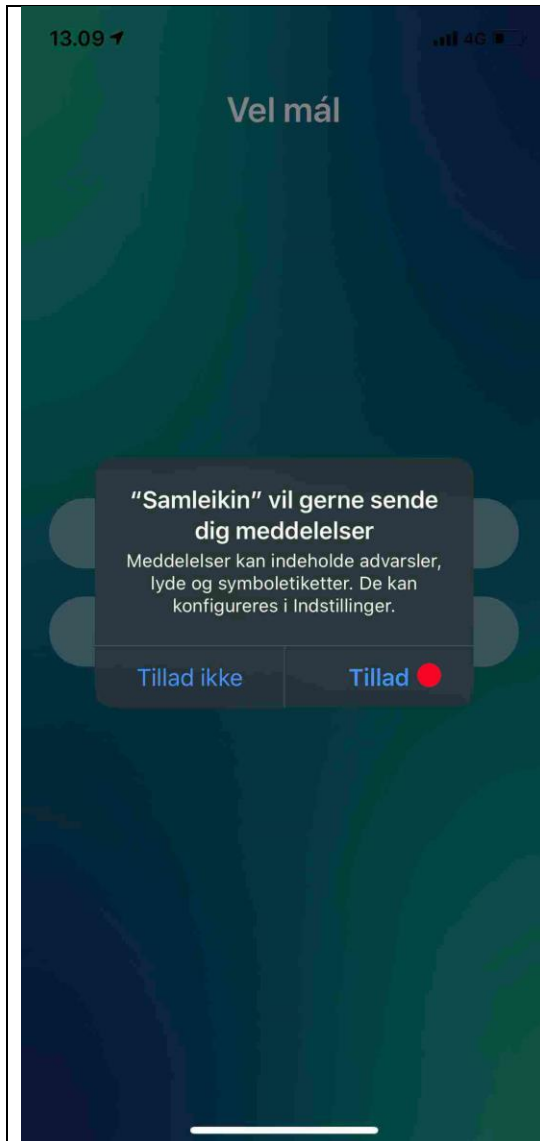 13.09 4G
Vel mál
“Samleikin” vil gerne sende
dig meddelelser
Meddelelser kan indeholde advarsler,
lyde og symboletiketter. De kan
konfigureres i Indstillinger.
Tillad ikke Tillad